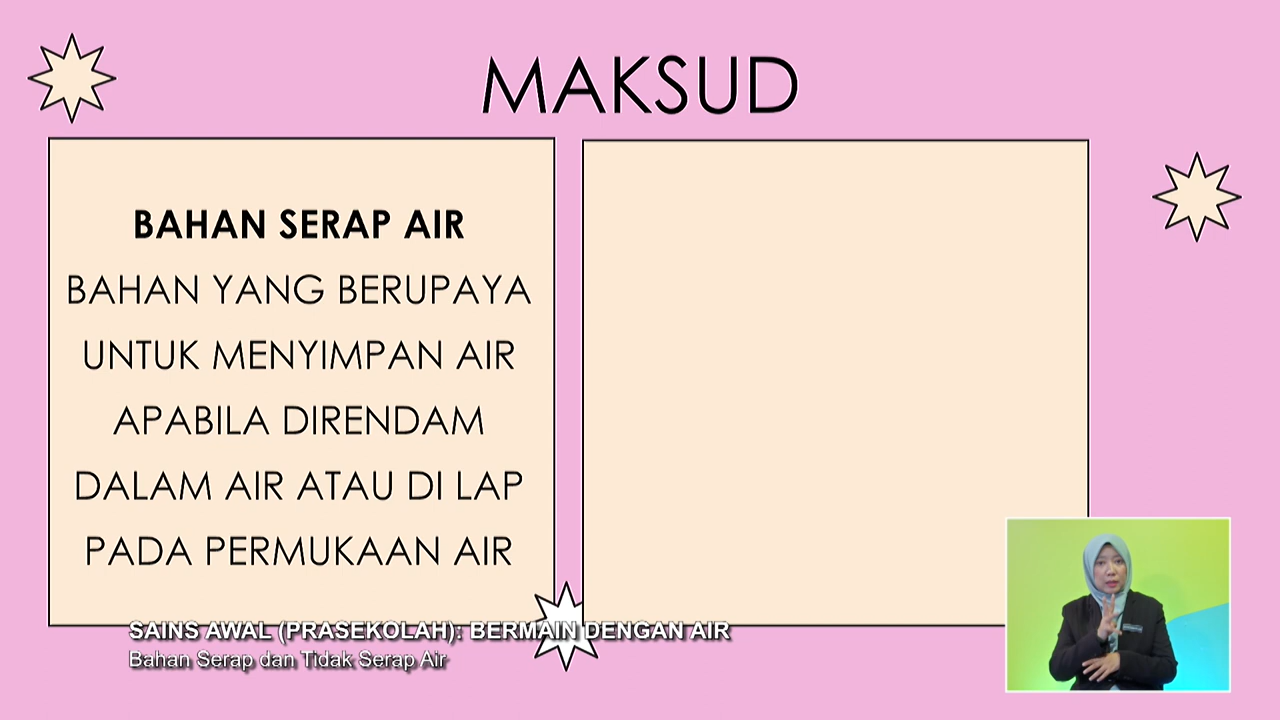 MAKSUD
BAHAN SERAP AIR
BAHAN YANG BERUPAYA
UNTUK MENYIMPAN AIR
APABILA DIRENDAM
DALAM AIR ATAU DI LAP
PADA PERMUKAAN AIR
SAINS AWAL (PRASEKOLAH): BERMAIN DENGAN AIR
Bahan Serap dan Tidak Serap Air